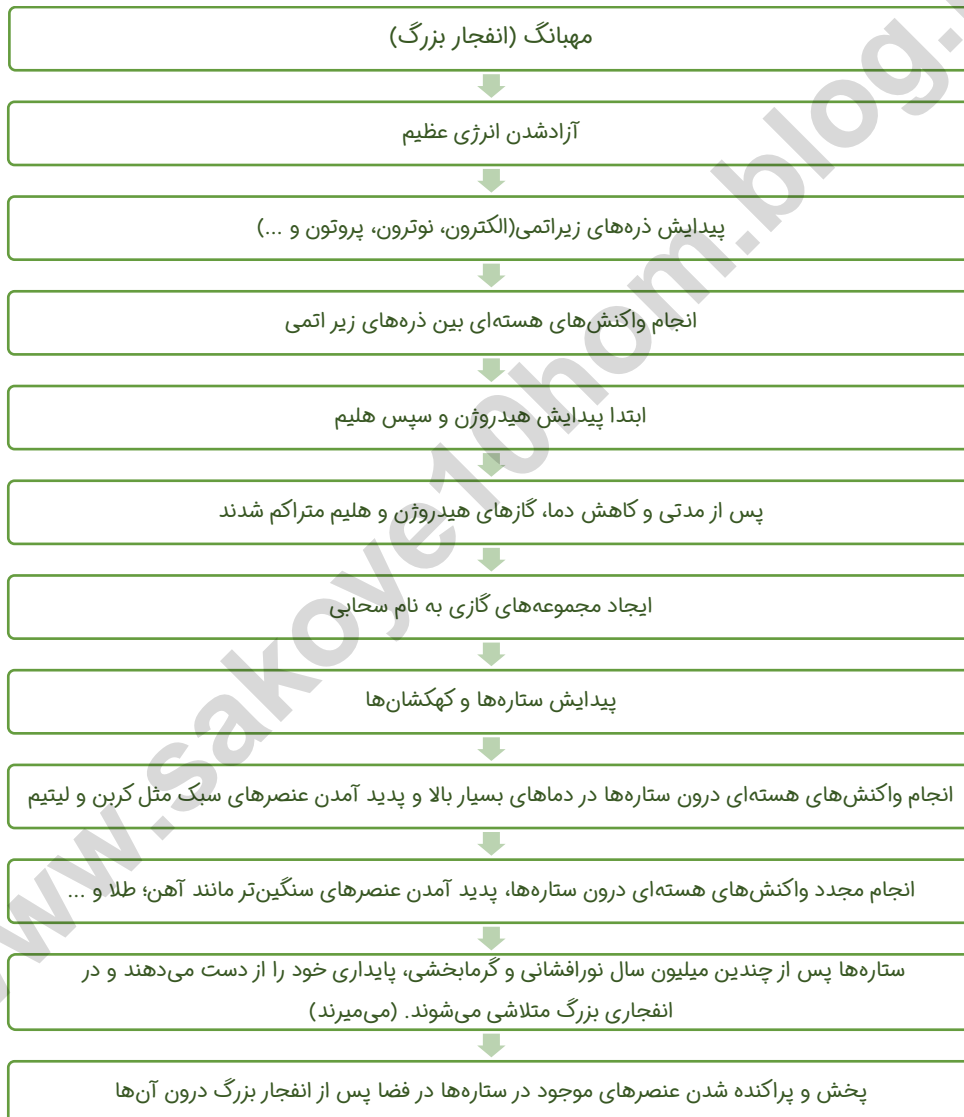 مهبانگ (انفجار بزرگ)
آزادشدن انرژی عظیم
پیدایش ذره‌های زیراتمی(الکترون، نوترون، پروتون و ...)
انجام واکنش‌های هسته‌ای بین ذره‌های زیر اتمی
ابتدا پیدایش هیدروژن و سپس هلیم
پس از مدتی و کاهش دما، گازهای هیدروژن و هلیم متراکم شدند
ایجاد مجموعه‌های گازی به نام سحابی
پیدایش ستاره‌ها و کهکشان‌ها
انجام واکنش‌های هسته‌ای درون ستاره‌ها در دماهای بسیار بالا و پدید آمدن عنصرهای سبک مثل کربن و لیتیم
انجام مجدد واکنش‌های هسته‌ای درون ستاره‌ها، پدید آمدن عنصرهای سنگین‌تر مانند آهن؛ طلا و ...
ستاره‌ها پس از چندین میلیون سال نورافشانی و گرمابخشی، پایداری خود را از دست می‌دهند و در
انفجاری بزرگ متلاشی می‌شوند. (می‌میرند)
پخش و پراکنده شدن عنصرهای موجود در ستاره‌ها در فضا پس از انفجار بزرگ درون آن‌ها
www.sakoye10hom.blog.